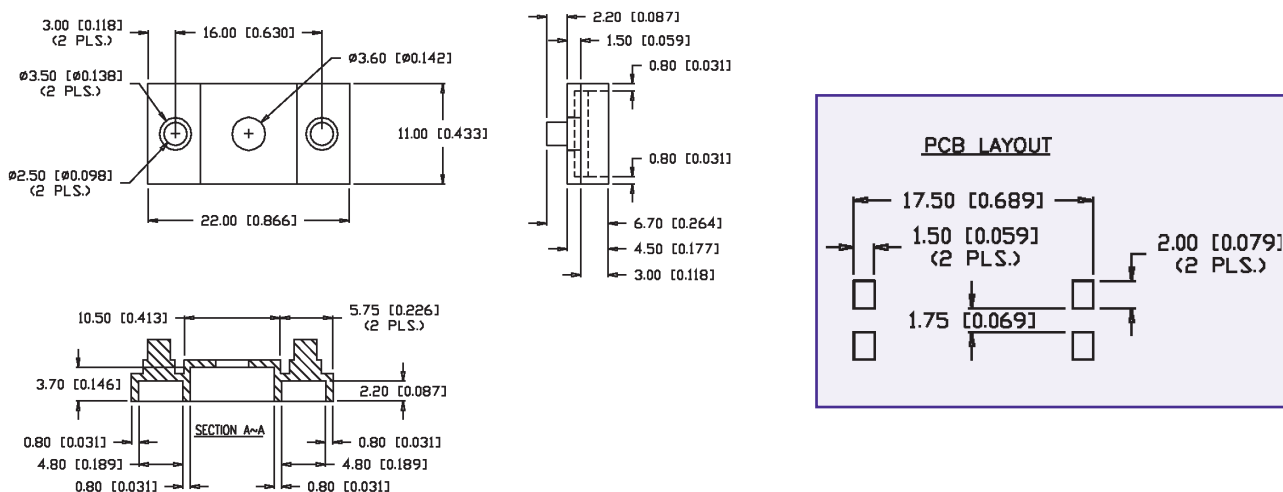 3.00 [0.118]
(2 PLS.)
16.00 [0.630]
ø3.60 [ø0.142]
ø3.50 [ø0.138]
(2 PLS.)
11.00 [0.433]
ø2.50 [ø0.098]
(2 PLS.)
22.00 [0.866]
2.20 [0.087]
1.50 [0.059]
0.80 [0.031]
0.80 [0.031]
6.70 [0.264]
4.50 [0.177]
3.00 [0.118]
10.50 [0.413]
5.75 [0.226]
(2 PLS.)
3.70 [0.146]
2.20 [0.087]
SECTION A~A
0.80 [0.031]
0.80 [0.031]
4.80 [0.189]
4.80 [0.189]
0.80 [0.031]
0.80 [0.031]
PCB LAYOUT
17.50 [0.689]
1.50 [0.059]
(2 PLS.)
2.00 [0.079]
(2 PLS.)
1.75 [0.069]